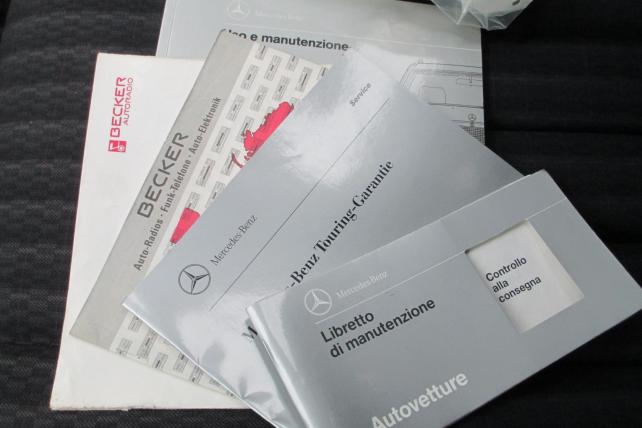 Mercedes-Benz
Uso e manutenzione
BECKER
AUTORADIO
BECKER
Auto-Radios · Funk-Telefone · Auto-Elektronik
Service
Mercedes Benz
Benz Touring-Garantie
Mercedes-Benz
Libretto
di manutenzione
Controllo
alla
consegna
Autovetture